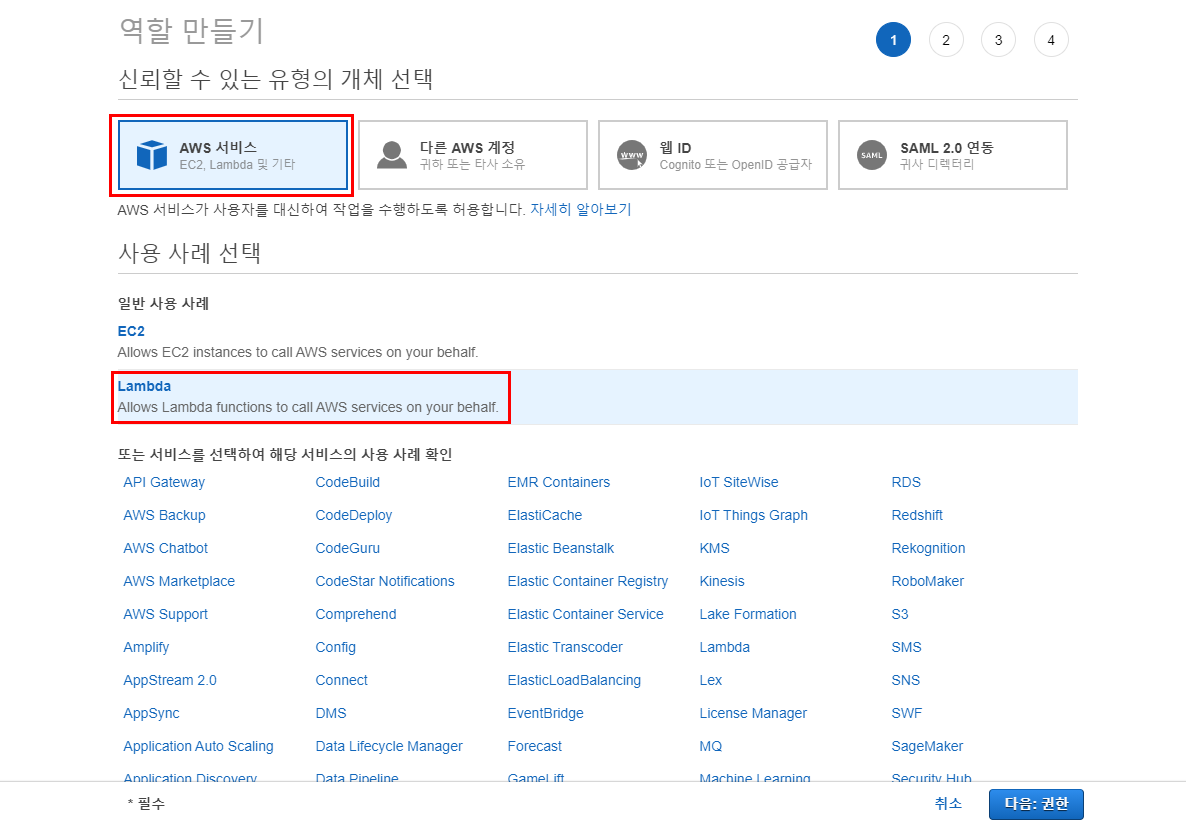 역할 만들기
1 2 3 4
신뢰할 수 있는 유형의 개체 선택
AWS 서비스
EC2, Lambda 및 기타
다른 AWS 계정
귀하 또는 타사 소유
www
웹 ID
Cognito 또는 OpenID 공급자
SAML
SAML 2.0 연동
귀사 디렉터리
AWS 서비스가 사용자를 대신하여 작업을 수행하도록 허용합니다. 자세히 알아보기
사용 사례 선택
일반 사용 사례
EC2
Allows EC2 instances to call AWS services on your behalf.
Lambda
Allows Lambda functions to call AWS services on your behalf.
또는 서비스를 선택하여 해당 서비스의 사용 사례 확인
API Gateway CodeBuild EMR Containers IoT SiteWise RDS
AWS Backup CodeDeploy ElastiCache IoT Things Graph Redshift
AWS Chatbot CodeGuru Elastic Beanstalk KMS Rekognition
AWS Marketplace CodeStar Notifications Elastic Container Registry Kinesis RoboMaker
AWS Support Comprehend Elastic Container Service Lake Formation S3
Amplify Config Elastic Transcoder Lambda SMS
AppStream 2.0 Connect ElasticLoadBalancing Lex SNS
AppSync DMS EventBridge License Manager SWF
Application Auto Scaling Data Lifecycle Manager Forecast MQ SageMaker
Application Discovery Data Pipeline GameLift Machine Learning Security Hub
* 필수 취소 다음: 권한